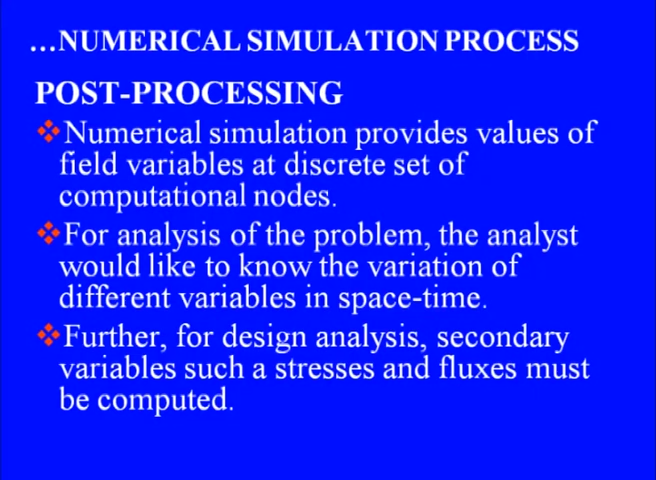 ...NUMERICAL SIMULATION PROCESS
POST-PROCESSING
❖Numerical simulation provides values of
field variables at discrete set of
computational nodes.
❖For analysis of the problem, the analyst
would like to know the variation of
different variables in space-time.
❖Further, for design analysis, secondary
variables such a stresses and fluxes must
be computed.